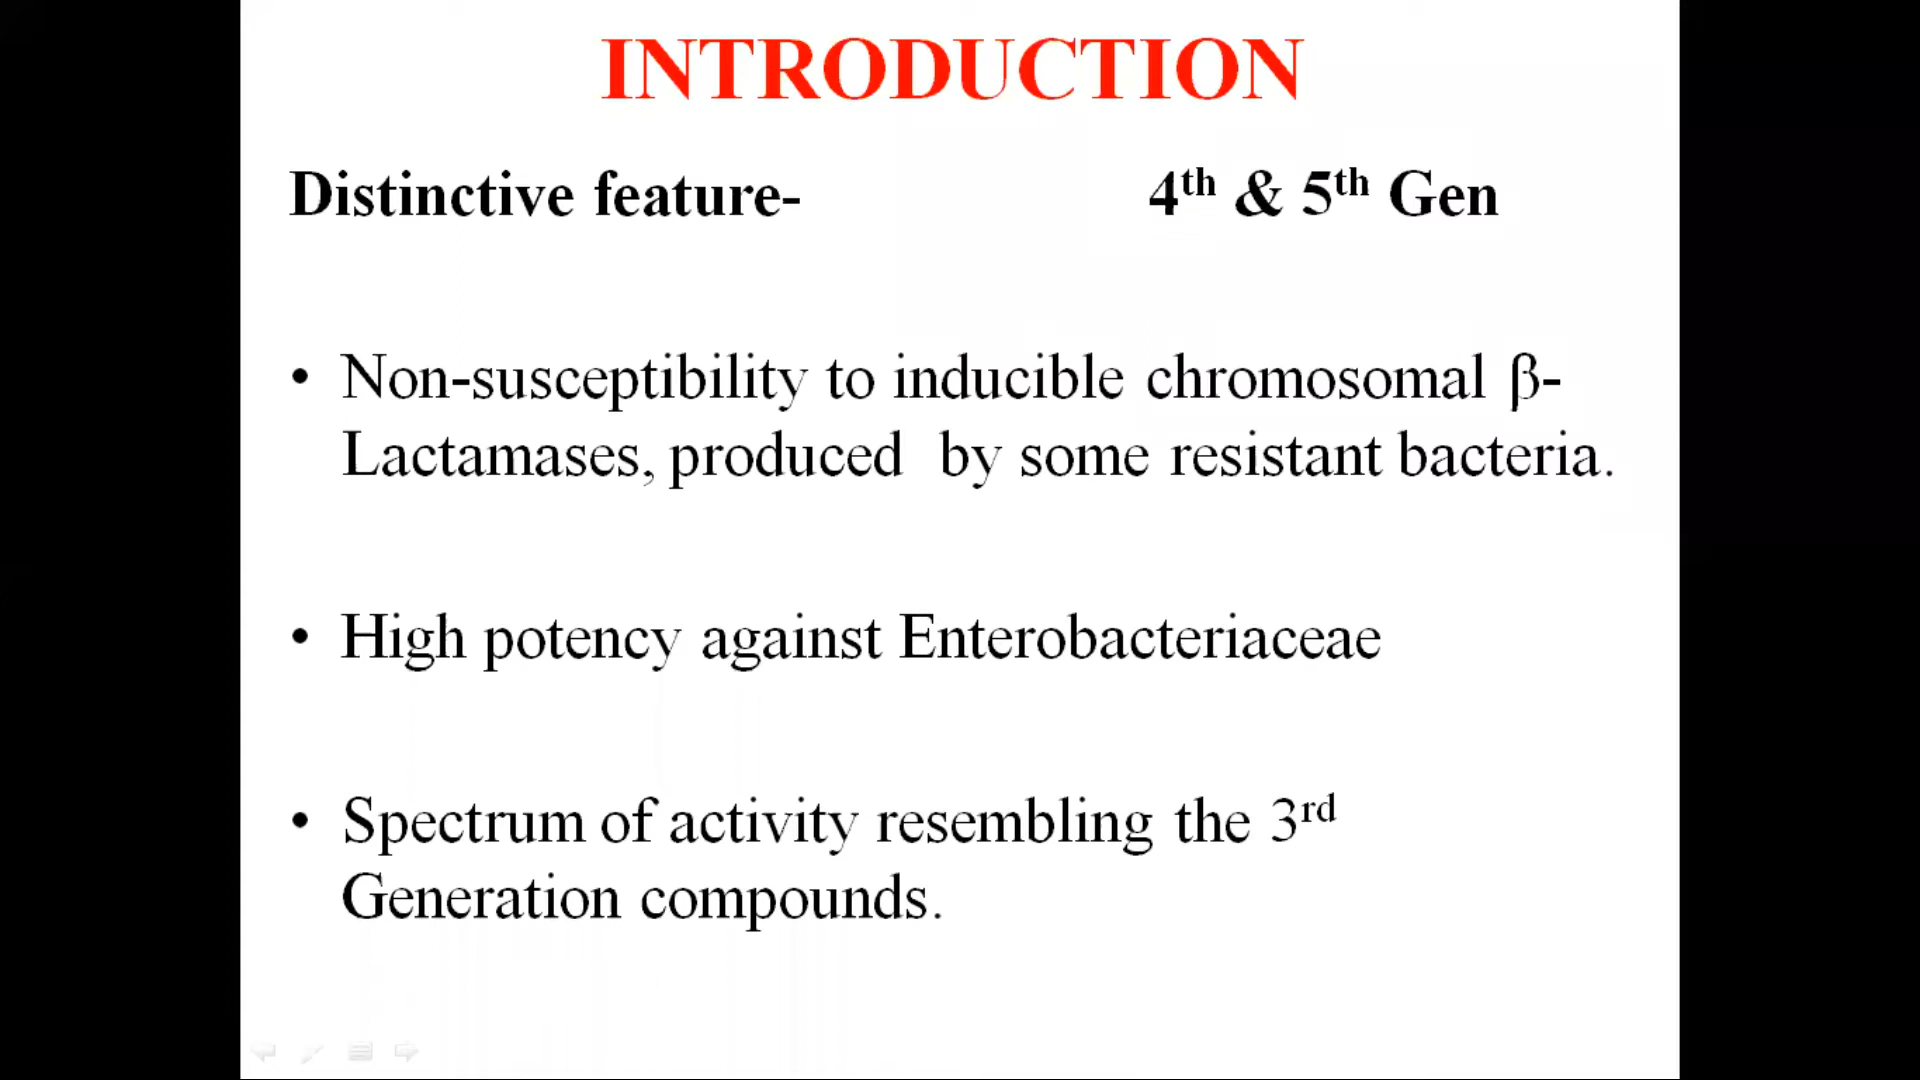 INTRODUCTION
Distinctive feature- 4th & 5th Gen
• Non-susceptibility to inducible chromosomal β-
Lactamases, produced  by some resistant bacteria.
• High potency against Enterobacteriaceae
• Spectrum of activity resembling the 3rd
Generation compounds.